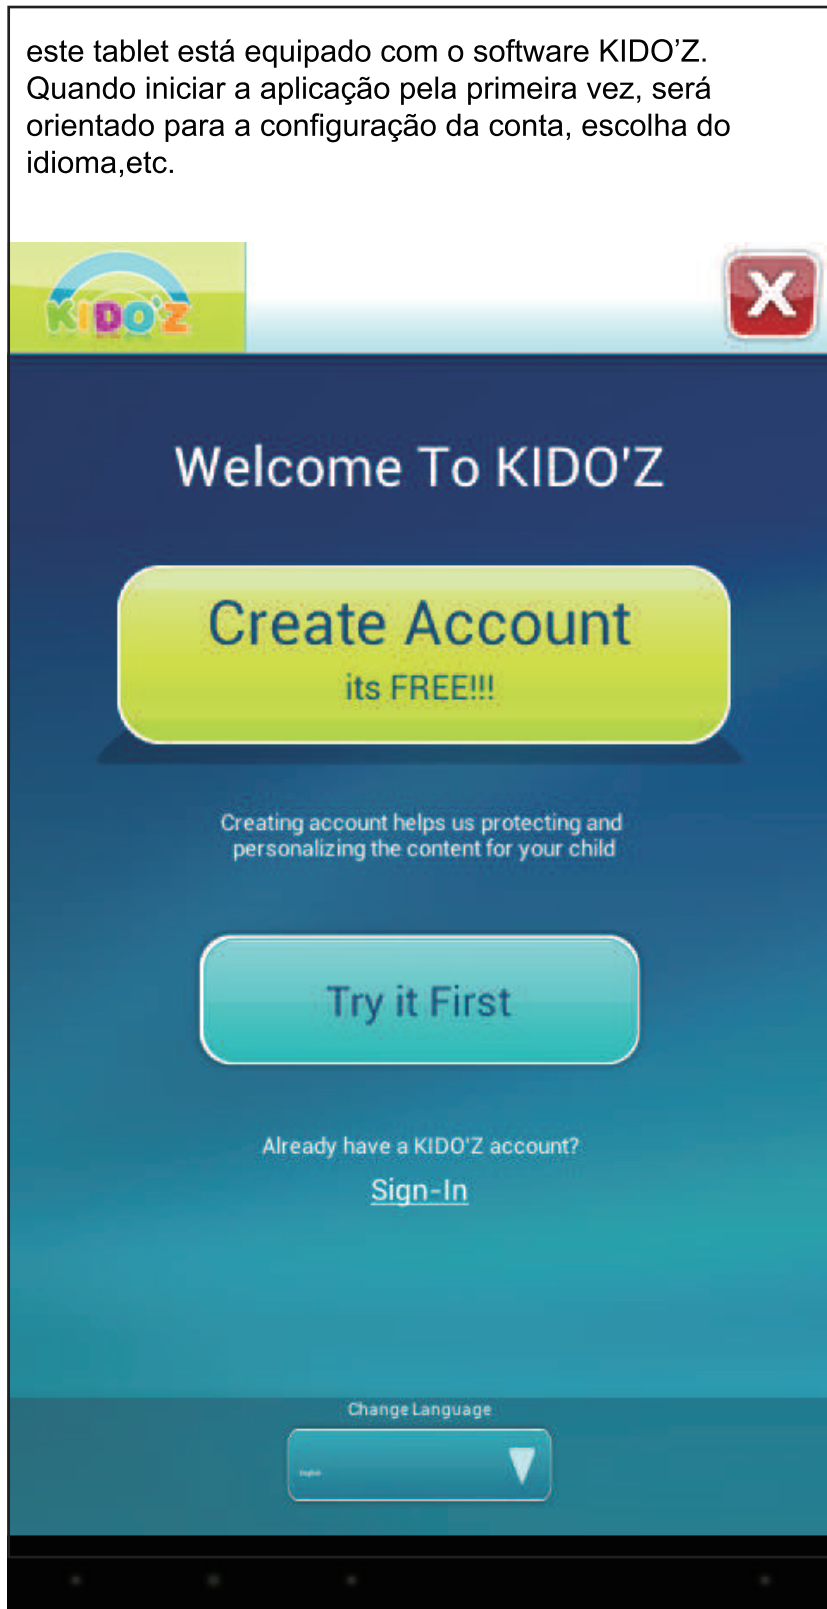 este tablet está equipado com o software KIDO’Z.
Quando iniciar a aplicação pela primeira vez, será
orientado para a configuração da conta, escolha do
idioma,etc.
KIDO'Z
Welcome To KIDO'Z
Create Account
its FREE!!!
Creating account helps us protecting and
personalizing the content for your child
Try it First
Already have a KIDO'Z account?
Sign-In
Change Language
English